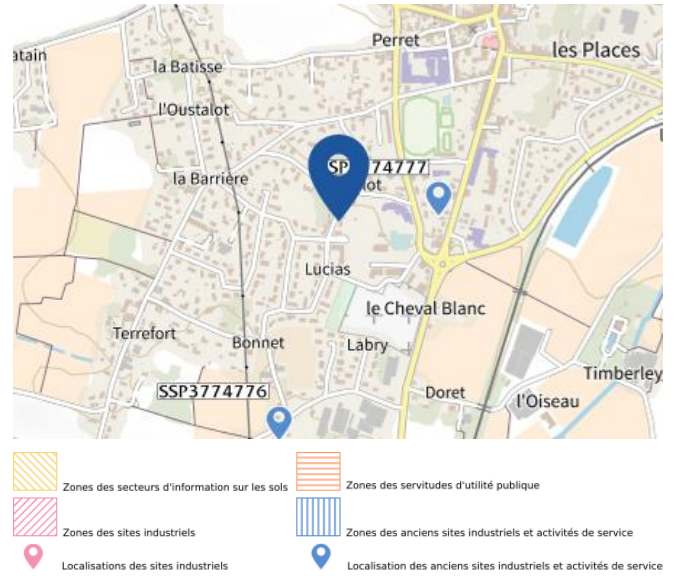 Perret
les Places
atain
la Batisse
l'Oustalot
la Barrière
Lucias
le Cheval Blanc
Terrefort
Bonnet
Labry
SSP3774776
Doret
l'Oiseau
Timberley
Zones des secteurs d'information sur les sols
Zones des servitudes d'utilité publique
Zones des sites industriels
Zones des anciens sites industriels et activités de service
Localisations des sites industriels
Localisation des anciens sites industriels et activités de service